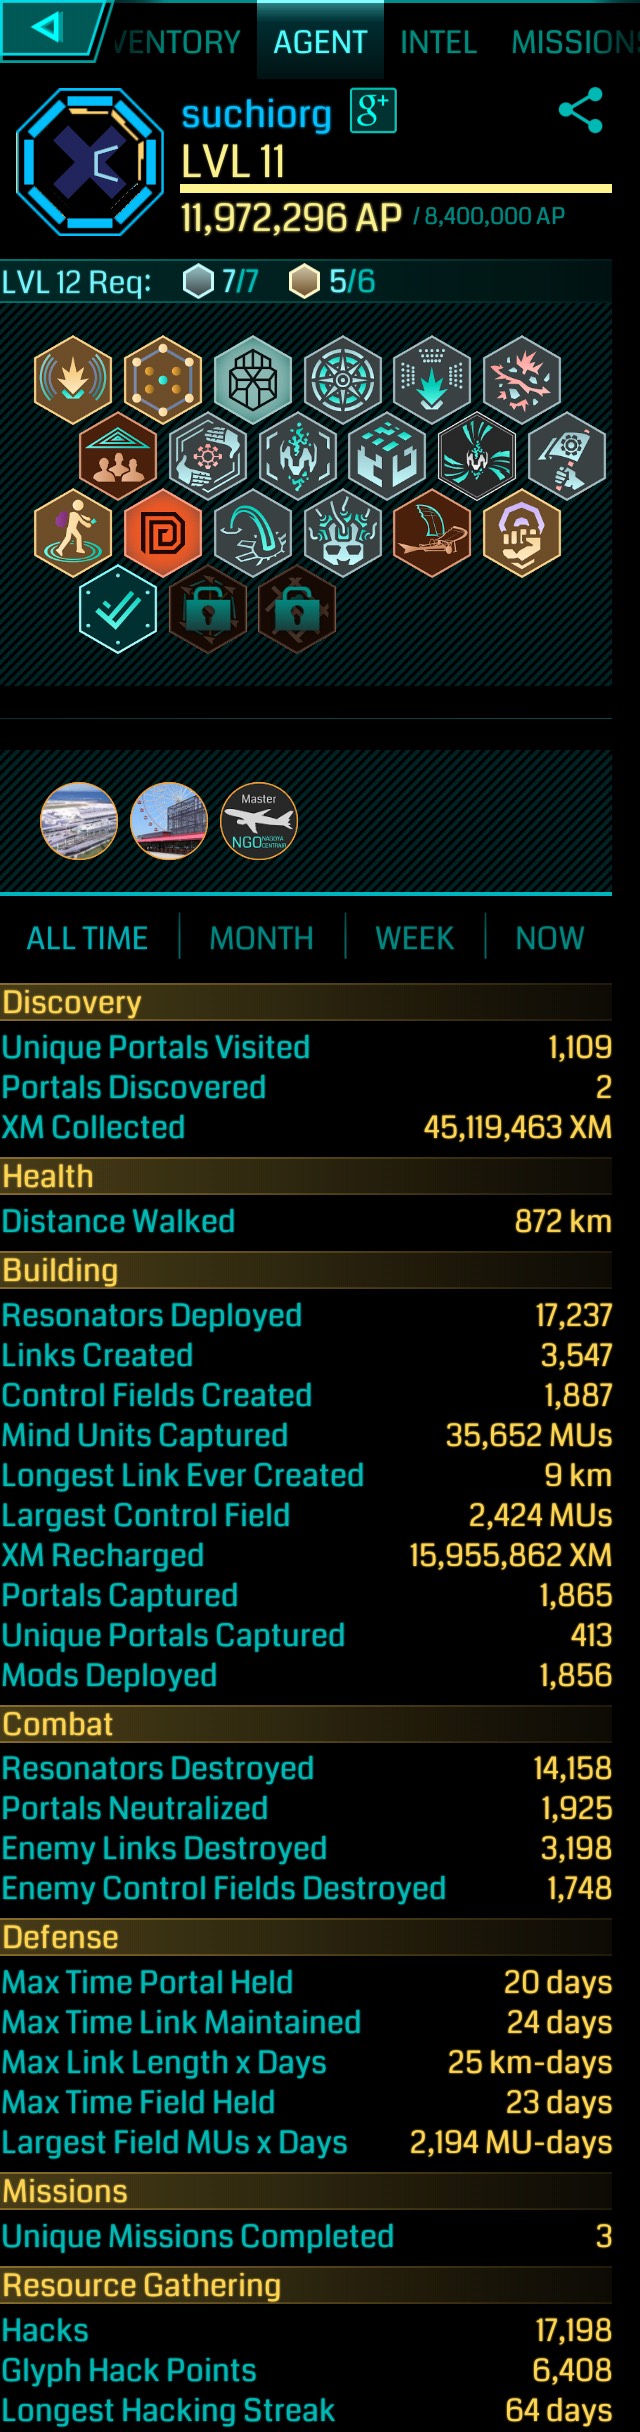 VENTORY AGENT INTEL MISSIONS
suchiorg g+
LVL 11
11,972,296 AP / 8,400,000 AP
LVL 12 Req: 7/7 5/6
Master
NGO NAGOYA CENTRAIR
ALL TIME MONTH WEEK NOW
Discovery
Unique Portals Visited 1,109
Portals Discovered 2
XM Collected 45,119,463 XM
Health
Distance Walked 872 km
Building
Resonators Deployed 17,237
Links Created 3,547
Control Fields Created 1,887
Mind Units Captured 35,652 MUs
Longest Link Ever Created 9 km
Largest Control Field 2,424 MUs
XM Recharged 15,955,862 XM
Portals Captured 1,865
Unique Portals Captured 413
Mods Deployed 1,856
Combat
Resonators Destroyed 14,158
Portals Neutralized 1,925
Enemy Links Destroyed 3,198
Enemy Control Fields Destroyed 1,748
Defense
Max Time Portal Held 20 days
Max Time Link Maintained 24 days
Max Link Length x Days 25 km-days
Max Time Field Held 23 days
Largest Field MUs x Days 2,194 MU-days
Missions
Unique Missions Completed 3
Resource Gathering
Hacks 17,198
Glyph Hack Points 6,408
Longest Hacking Streak 64 days